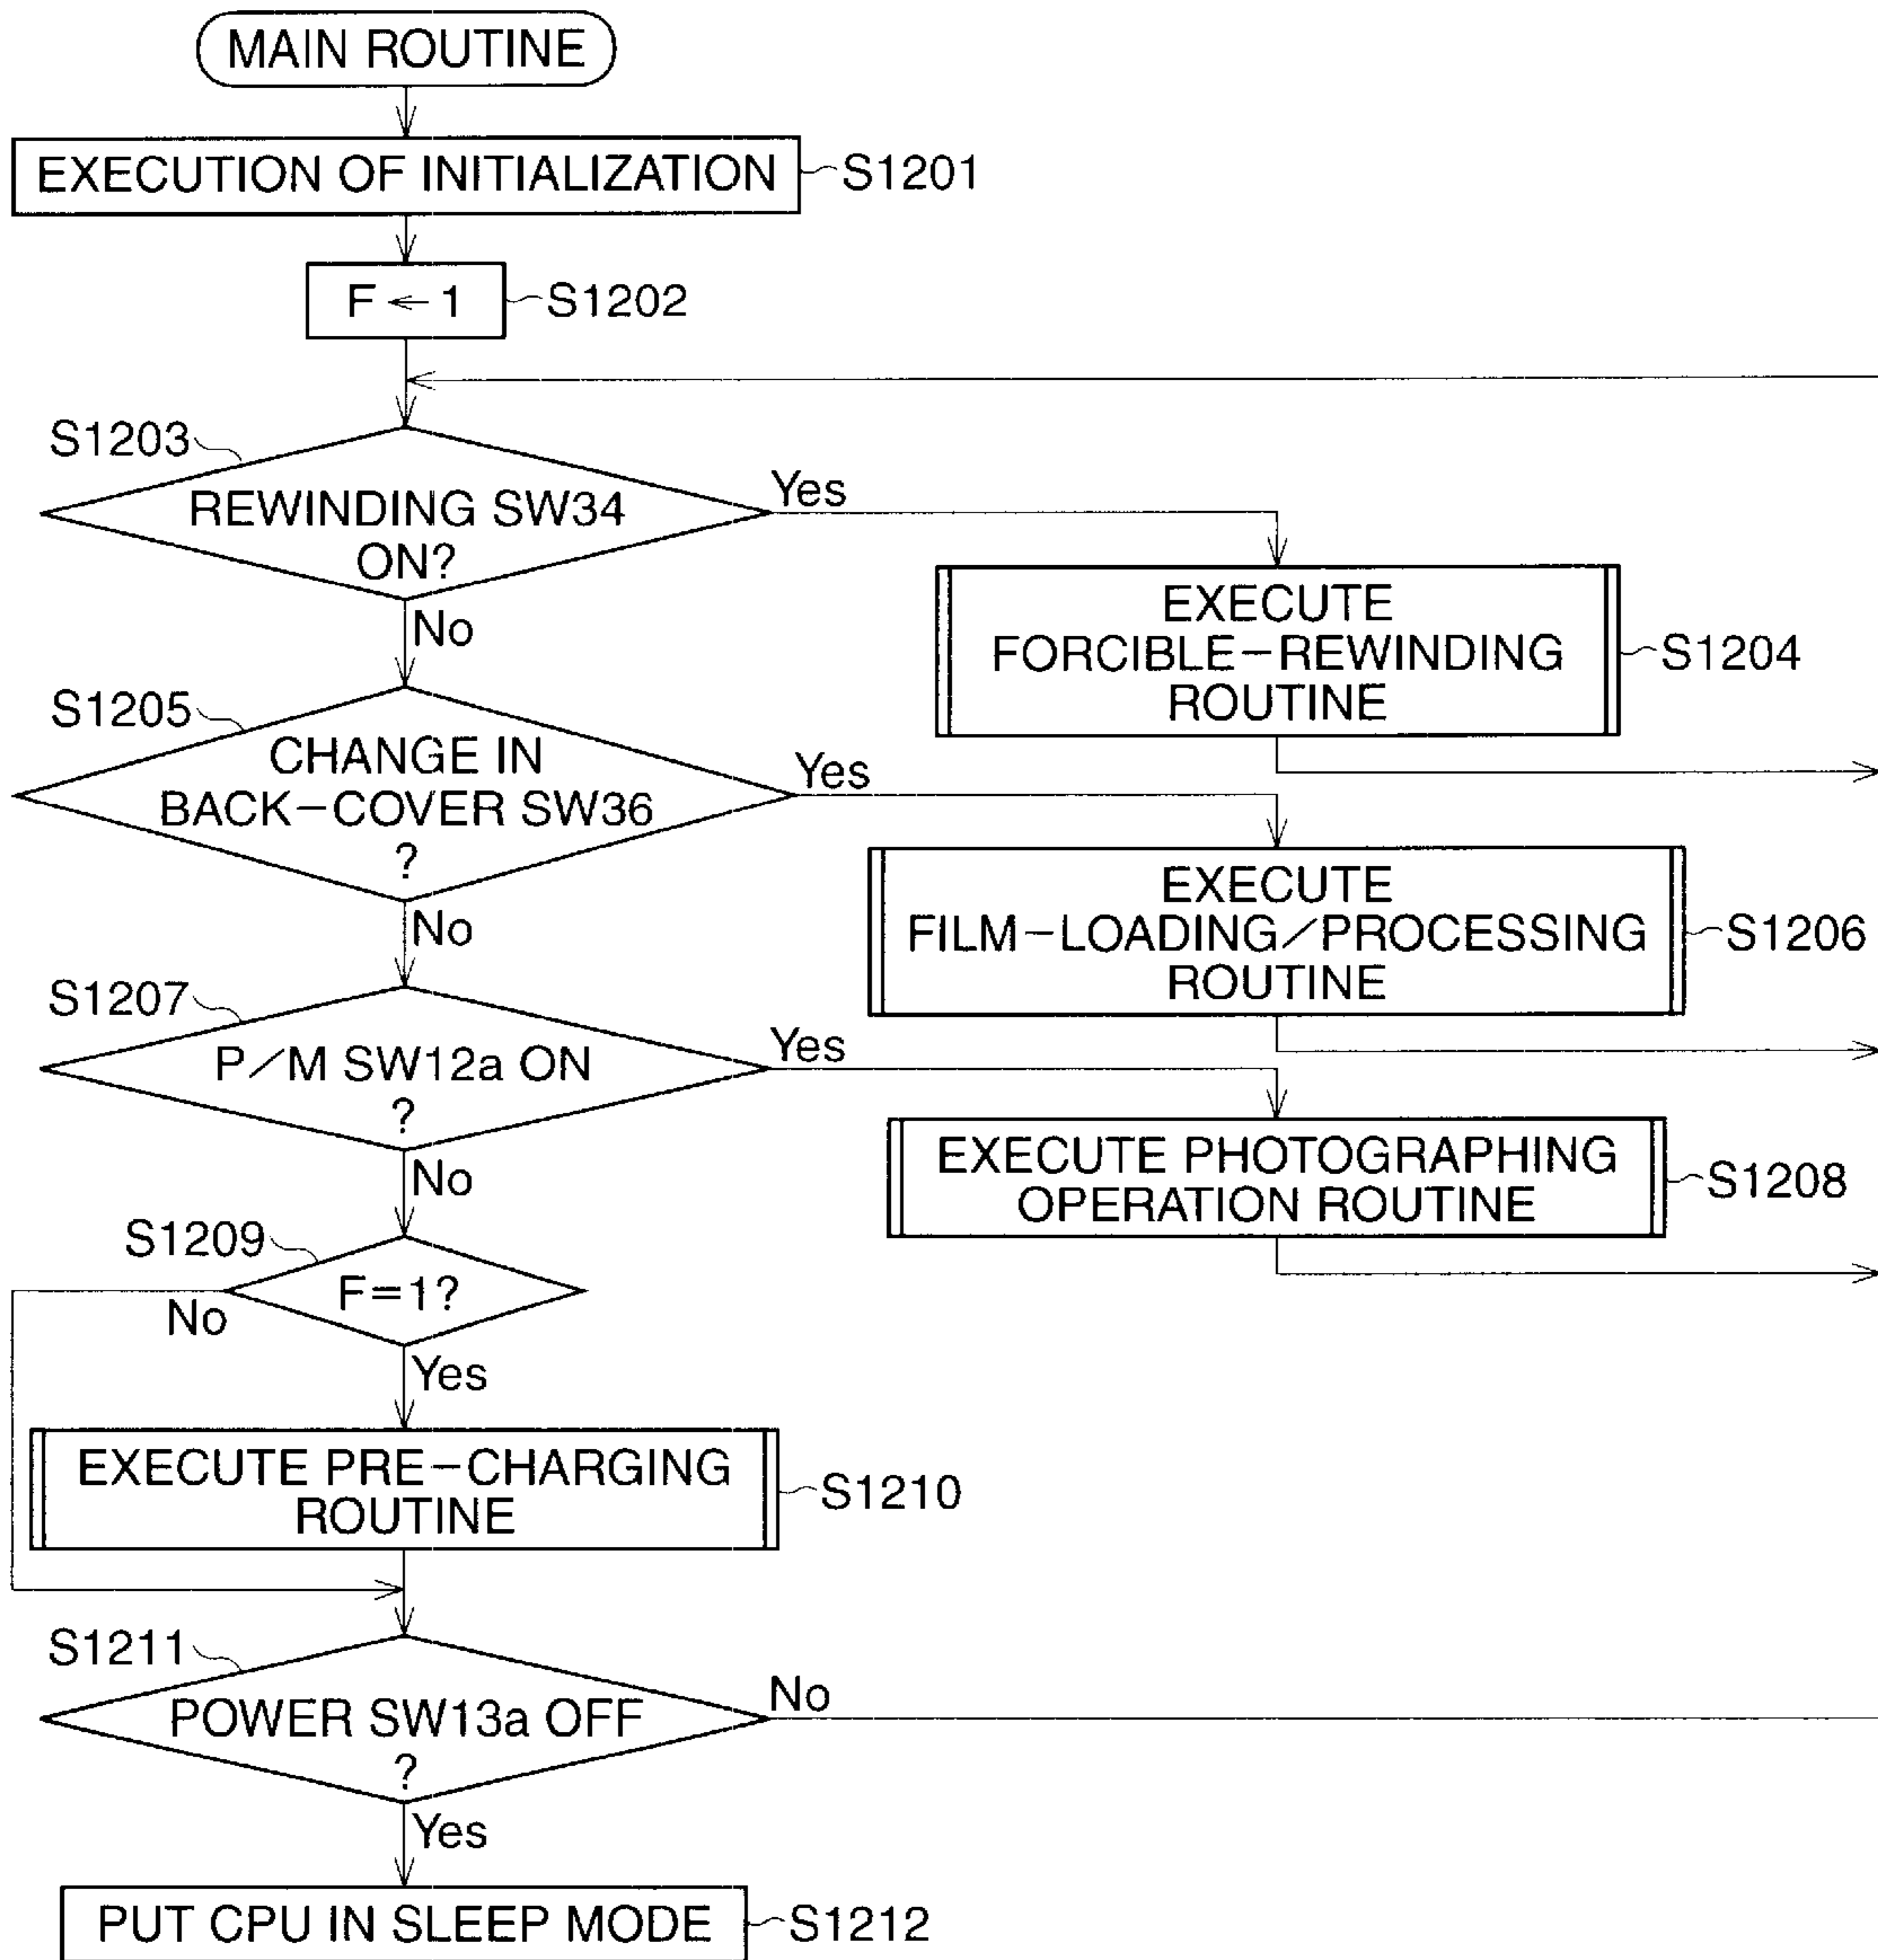 MAIN ROUTINE
EXECUTION OF INITIALIZATION
S1201
F ← 1
S1202
S1203
REWINDING SW34
ON?
Yes
No
EXECUTE
FORCIBLE-REWINDING
ROUTINE
S1204
S1205
CHANGE IN
BACK-COVER SW36
?
Yes
No
EXECUTE
FILM-LOADING/PROCESSING
ROUTINE
S1206
S1207
P/M SW12a ON
?
Yes
No
EXECUTE PHOTOGRAPHING
OPERATION ROUTINE
S1208
S1209
F=1?
No
Yes
EXECUTE PRE-CHARGING
ROUTINE
S1210
S1211
POWER SW13a OFF
?
No
Yes
PUT CPU IN SLEEP MODE
S1212